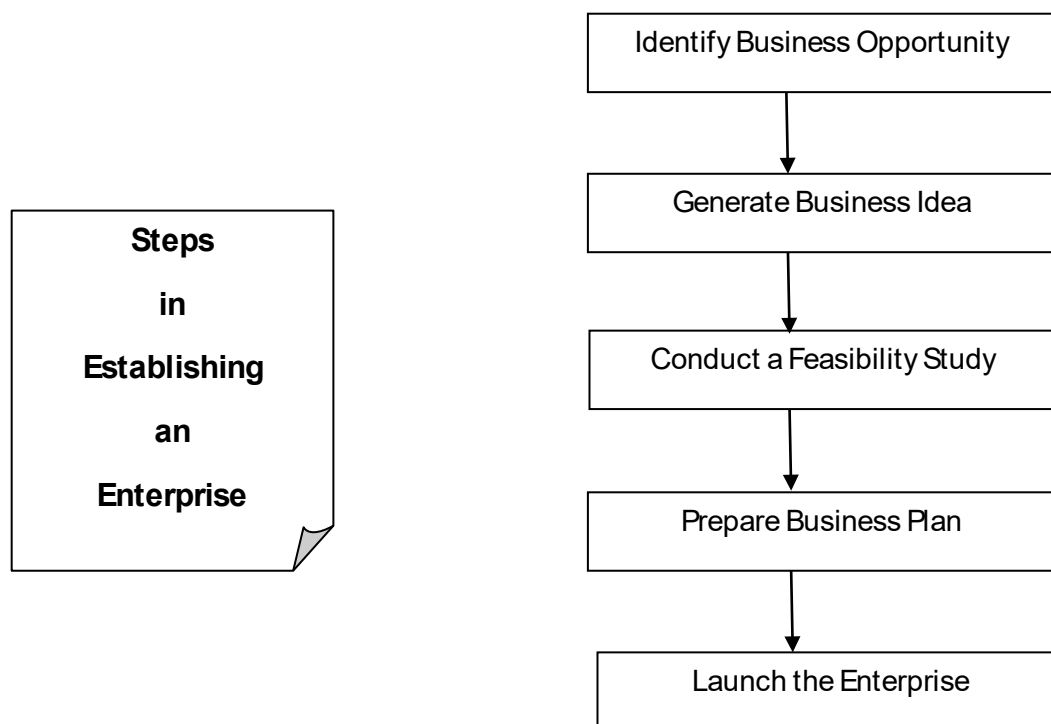 Steps
in
Establishing
an
Enterprise
Identify Business Opportunity
Generate Business Idea
Conduct a Feasibility Study
Prepare Business Plan
Launch the Enterprise